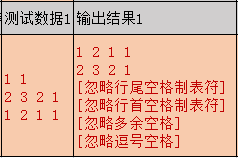 测试数据1 输出结果1
1 1
2 3 2 1
1 2 1 1
1 2 1 1
2 3 2 1
[忽略行尾空格制表符]
[忽略行首空格制表符]
[忽略多余空格]
[忽略逗号空格]